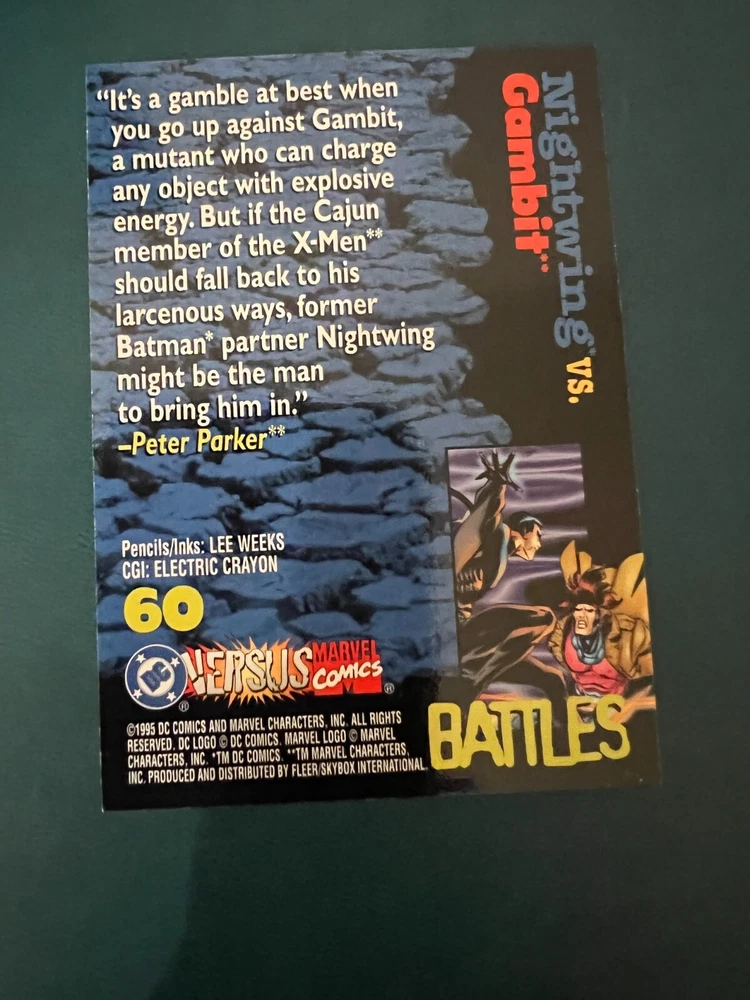 “It’s a gamble at best when
you go up against Gambit,
a mutant who can charge
any object with explosive
energy. But if the Cajun
member of the X-Men**
should fall back to his
larcenous ways, former
Batman* partner Nightwing
might be the man
to bring him in.”
–Peter Parker**
Nightwing* vs.
Gambit**
Pencils/Inks: LEE WEEKS
CGI: ELECTRIC CRAYON
60
DC ® VERSUS MARVEL COMICS ®
BATTLES
©1995 DC COMICS AND MARVEL CHARACTERS, INC. ALL RIGHTS
RESERVED. DC LOGO © DC COMICS. MARVEL LOGO © MARVEL
CHARACTERS, INC. *TM DC COMICS. **TM MARVEL CHARACTERS,
INC. PRODUCED AND DISTRIBUTED BY FLEER/SKYBOX INTERNATIONAL.